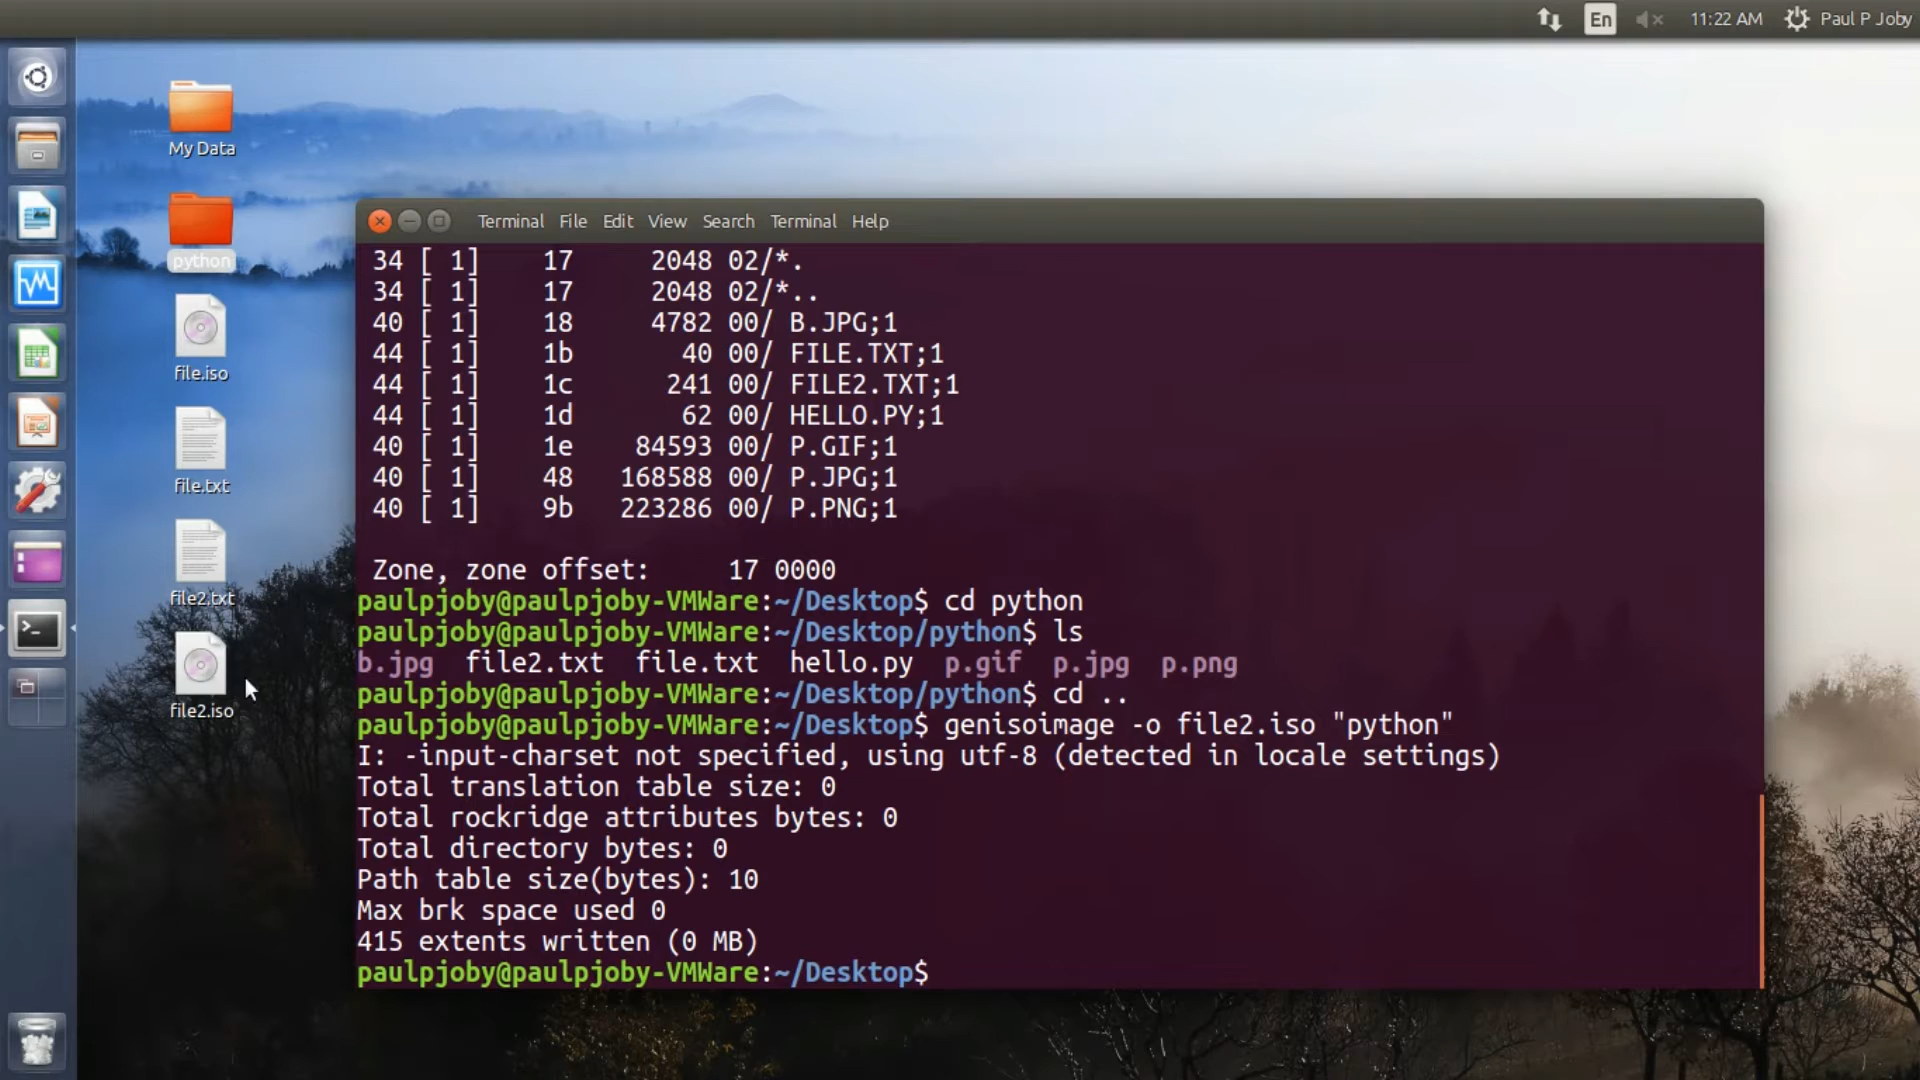 En
11:22 AM
Paul P Joby
My Data
python
file.iso
file.txt
file2.txt
file2.iso
Terminal File Edit View Search Terminal Help
34 [ 1]    17      2048 02/*.
34 [ 1]    17      2048 02/*..
40 [ 1]    18      4782 00/ B.JPG;1
44 [ 1]    1b        40 00/ FILE.TXT;1
44 [ 1]    1c       241 00/ FILE2.TXT;1
44 [ 1]    1d        62 00/ HELLO.PY;1
40 [ 1]    1e     84593 00/ P.GIF;1
40 [ 1]    48    168588 00/ P.JPG;1
40 [ 1]    9b    223286 00/ P.PNG;1
Zone, zone offset:     17 0000
paulpjoby@paulpjoby-VMWare:~/Desktop$ cd python
paulpjoby@paulpjoby-VMWare:~/Desktop/python$ ls
b.jpg  file2.txt  file.txt  hello.py  p.gif  p.jpg  p.png
paulpjoby@paulpjoby-VMWare:~/Desktop/python$ cd ..
paulpjoby@paulpjoby-VMWare:~/Desktop$ genisoimage -o file2.iso "python"
I: -input-charset not specified, using utf-8 (detected in locale settings)
Total translation table size: 0
Total rockridge attributes bytes: 0
Total directory bytes: 0
Path table size(bytes): 10
Max brk space used 0
415 extents written (0 MB)
paulpjoby@paulpjoby-VMWare:~/Desktop$